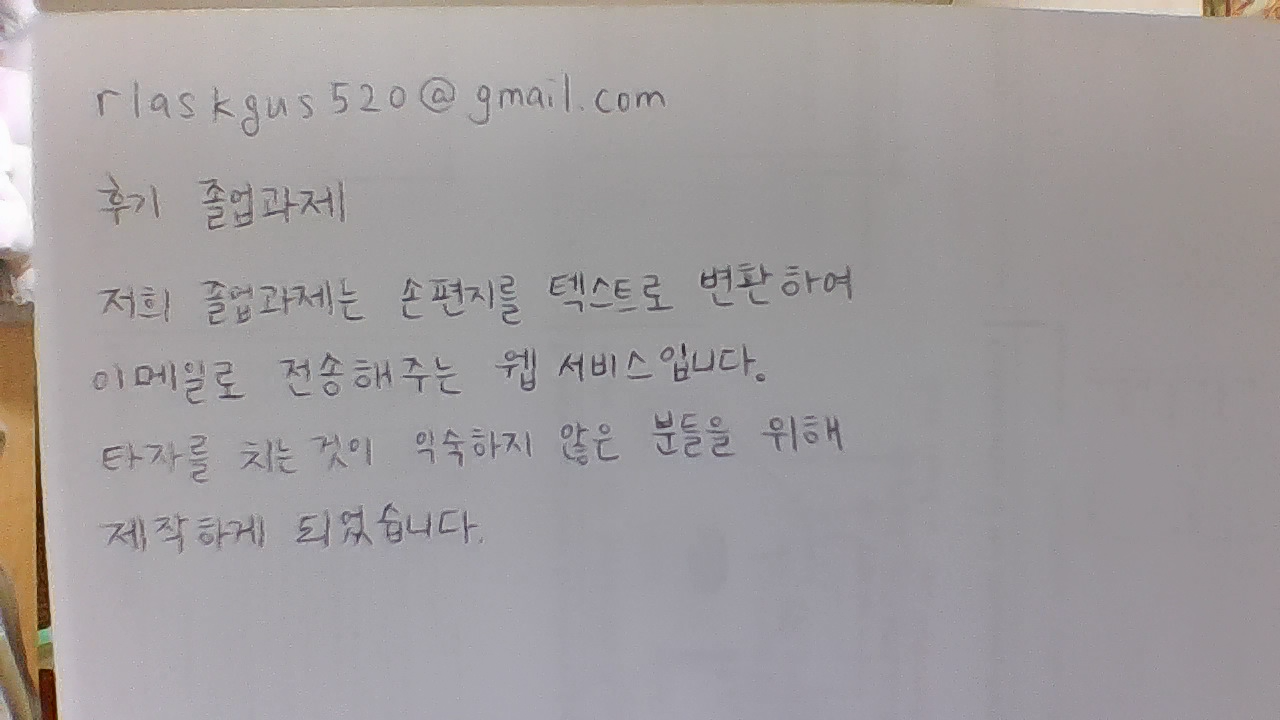 rlaskgus520@gmail.com
후기 졸업과제
저희 졸업과제는 손편지를 텍스트로 변환하여
이메일로 전송해주는 웹 서비스입니다.
타자를 치는 것이 익숙하지 않은 분들을 위해
제작하게 되었습니다.